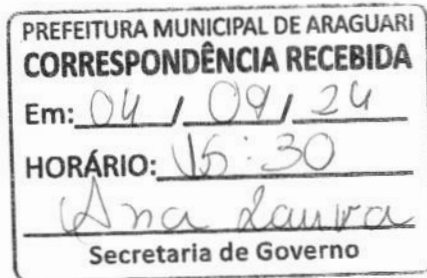 PREFEITURA MUNICIPAL DE ARAGUARI
CORRESPONDÊNCIA RECEBIDA
Em: 04 / 09 / 24
HORÁRIO: 15:30
Ana Laura
Secretaria de Governo